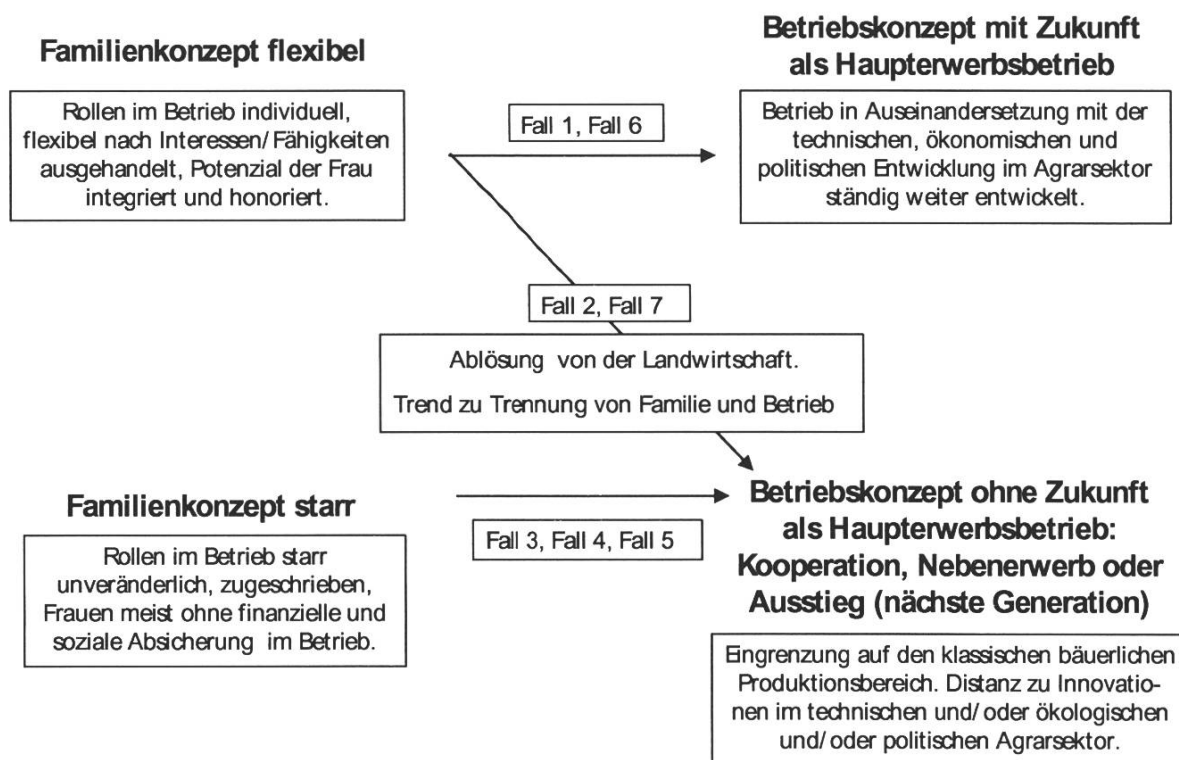 Familienkonzept flexibel
Rollen im Betrieb individuell,
flexibel nach Interessen/ Fähigkeiten
ausgehandelt, Potenzial der Frau
integriert und honoriert.
Fall 1, Fall 6
Betriebskonzept mit Zukunft
als Haupterwerbsbetrieb
Betrieb in Auseinandersetzung mit der
technischen, ökonomischen und
politischen Entwicklung im Agrarsektor
ständig weiter entwickelt.
Fall 2, Fall 7
Ablösung von der Landwirtschaft.
Trend zu Trennung von Familie und Betrieb
Familienkonzept starr
Rollen im Betrieb starr
unveränderlich, zugeschrieben,
Frauen meist ohne finanzielle und
soziale Absicherung im Betrieb.
Fall 3, Fall 4, Fall 5
Betriebskonzept ohne Zukunft
als Haupterwerbsbetrieb:
Kooperation, Nebenerwerb oder
Ausstieg (nächste Generation)
Eingrenzung auf den klassischen bäuerlichen
Produktionsbereich. Distanz zu Innovatio-
nen im technischen und/ oder ökologischen
und/ oder politischen Agrarsektor.